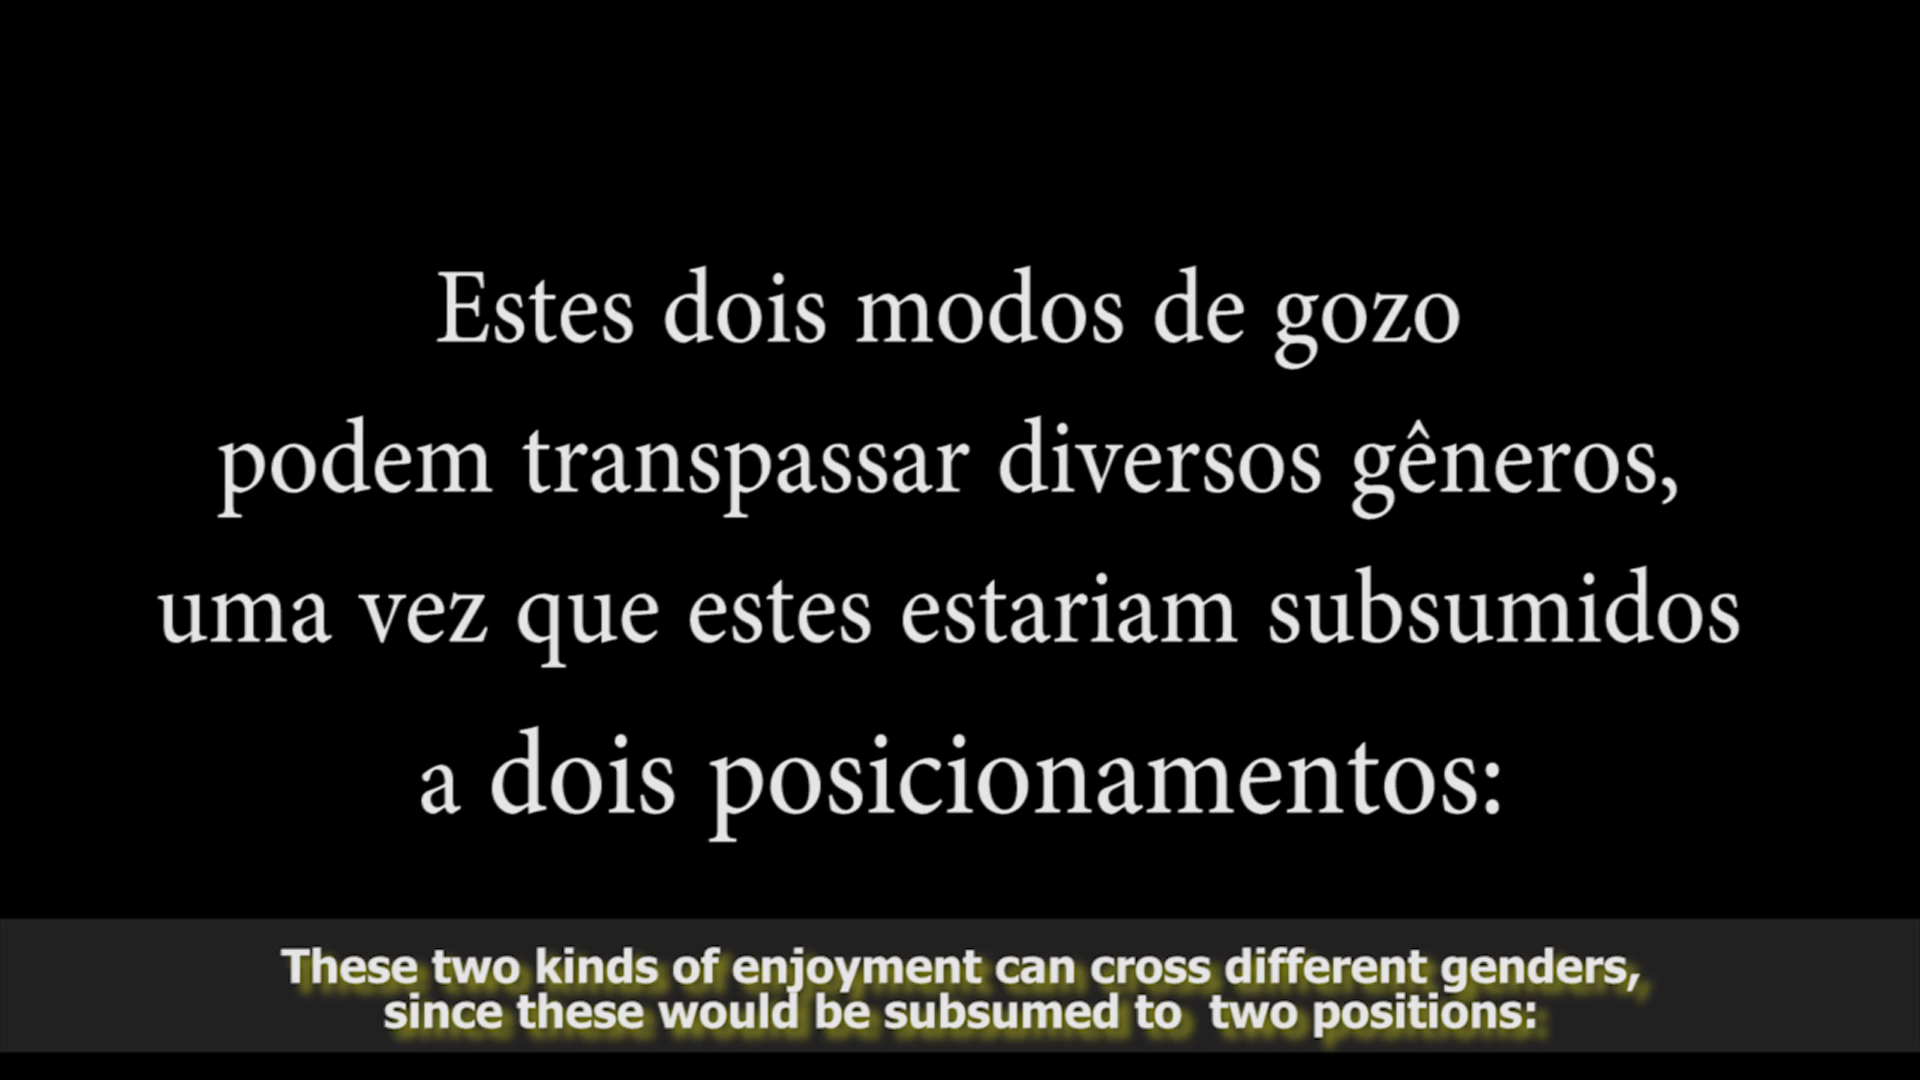 Estes dois modos de gozo
podem transpassar diversos gêneros,
uma vez que estes estariam subsumidos
a dois posicionamentos:
These two kinds of enjoyment can cross different genders,
since these would be subsumed to  two positions: